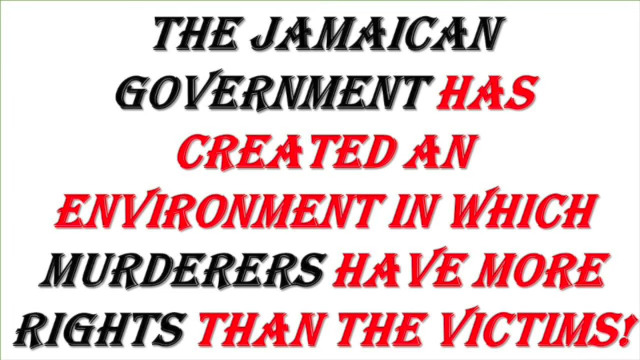 THE JAMAICAN
GOVERNMENT HAS
CREATED AN
ENVIRONMENT IN WHICH
MURDERERS HAVE MORE
RIGHTS THAN THE VICTIMS!